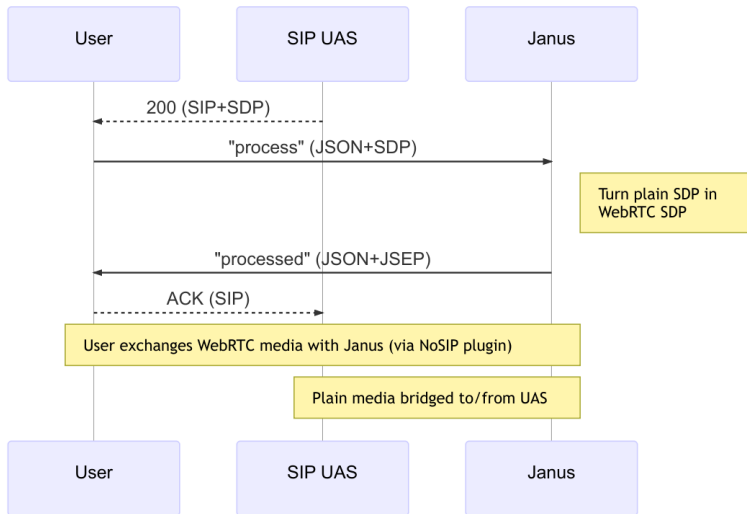 User
SIP UAS
Janus
200 (SIP+SDP)
"process" (JSON+SDP)
Turn plain SDP in
WebRTC SDP
"processed" (JSON+JSEP)
ACK (SIP)
User exchanges WebRTC media with Janus (via NoSIP plugin)
Plain media bridged to/from UAS
User
SIP UAS
Janus